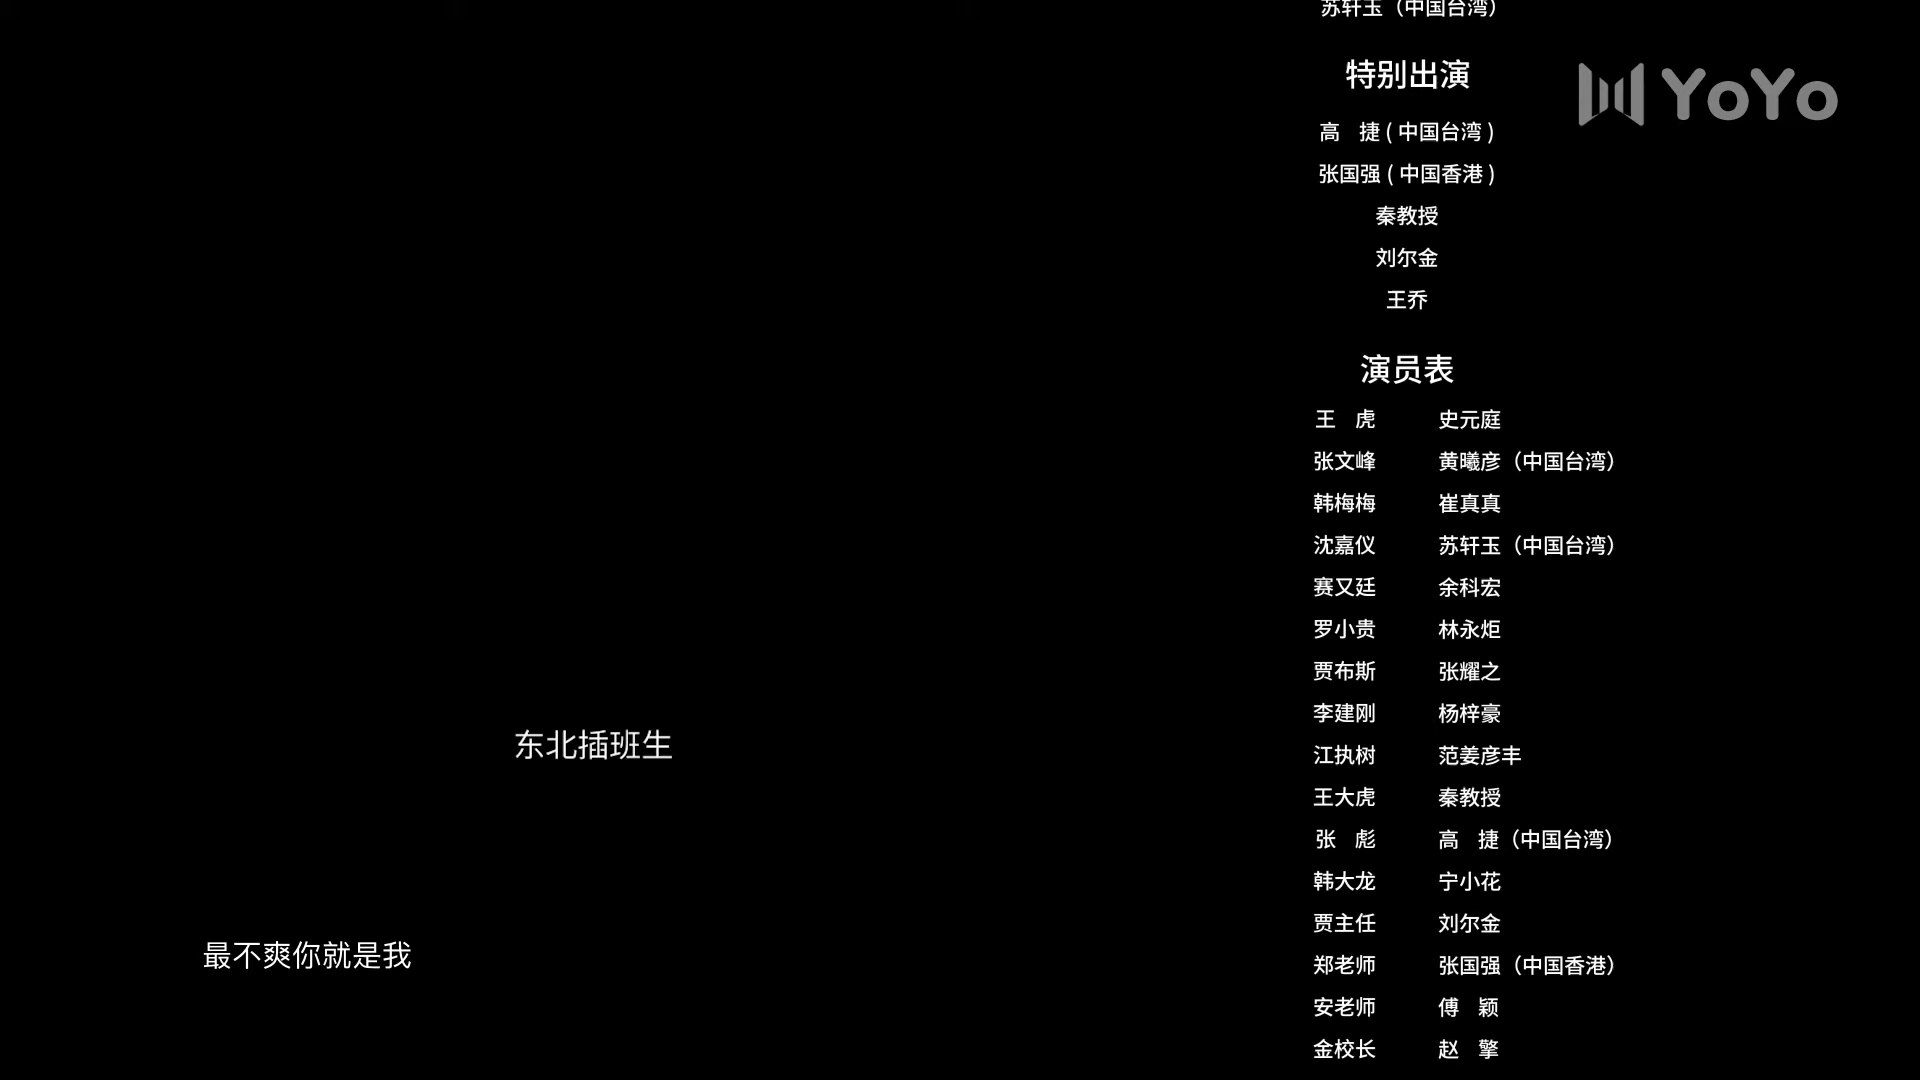 苏轩玉（中国台湾）
特别出演
YoYo
高 捷 ( 中国台湾 )
张国强 ( 中国香港 )
秦教授
刘尔金
王乔
演员表
王 虎 史元庭
张文峰 黄曦彦（中国台湾）
韩梅梅 崔真真
沈嘉仪 苏轩玉（中国台湾）
赛又廷 余科宏
罗小贵 林永炬
贾布斯 张耀之
李建刚 杨梓豪
江执树 范姜彦丰
王大虎 秦教授
张 彪 高 捷（中国台湾）
韩大龙 宁小花
贾主任 刘尔金
郑老师 张国强（中国香港）
安老师 傅 颖
金校长 赵 擎
东北插班生
最不爽你就是我